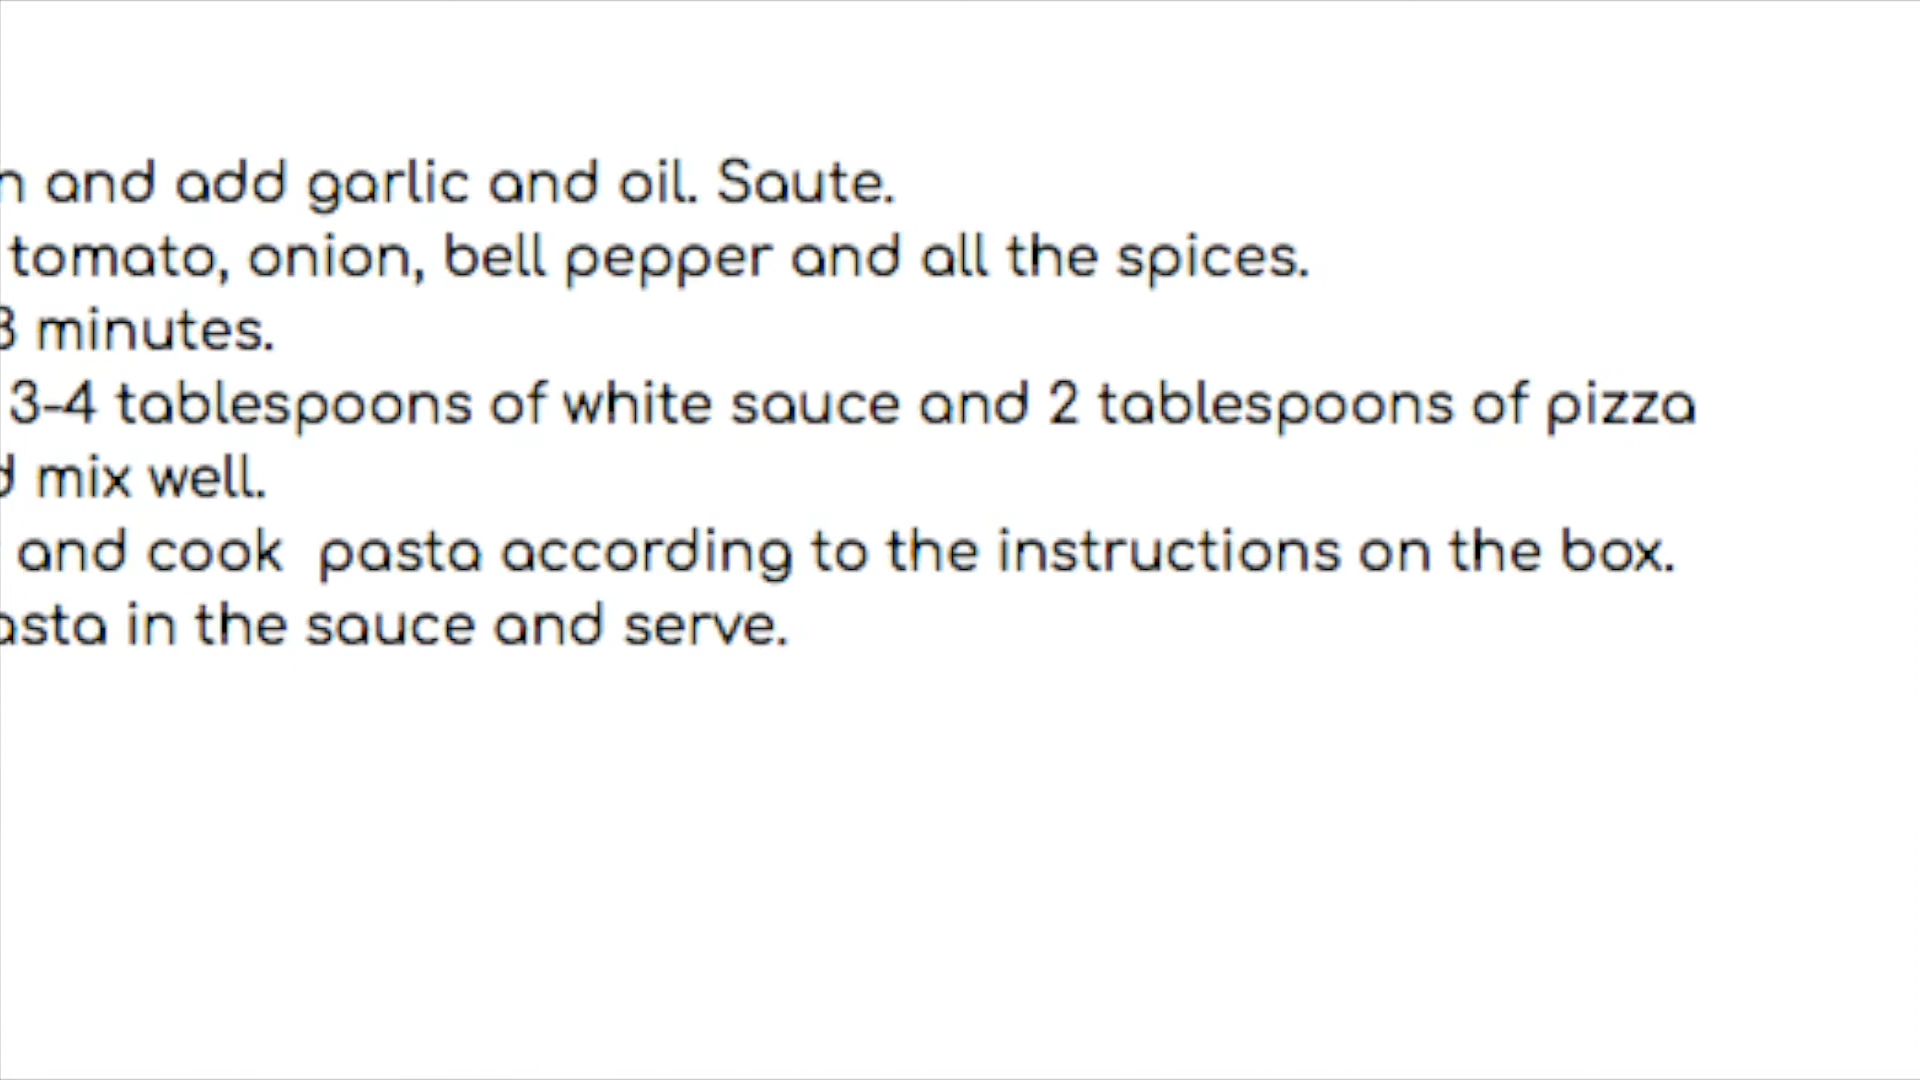 and add garlic and oil. Saute.
tomato, onion, bell pepper and all the spices.
minutes.
3-4 tablespoons of white sauce and 2 tablespoons of pizza
mix well.
and cook pasta according to the instructions on the box.
in the sauce and serve.